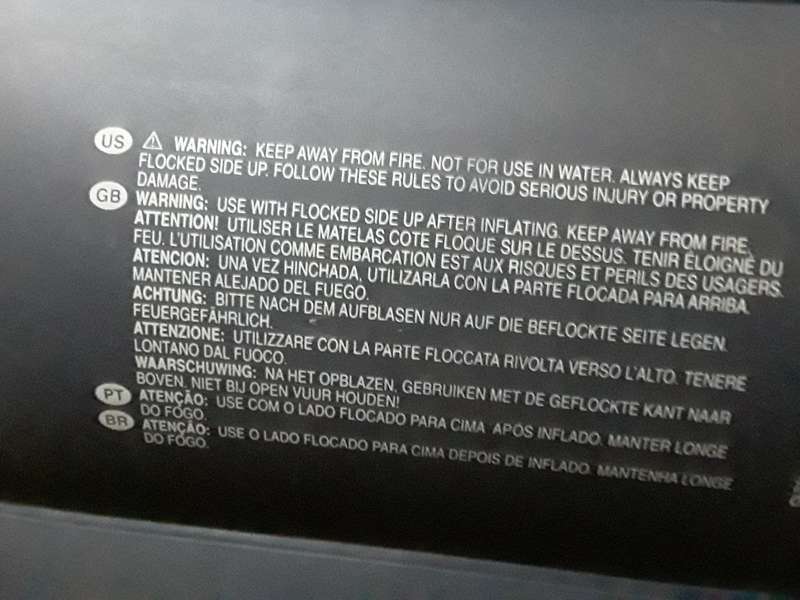 US ⚠ WARNING: KEEP AWAY FROM FIRE. NOT FOR USE IN WATER. ALWAYS KEEP
FLOCKED SIDE UP. FOLLOW THESE RULES TO AVOID SERIOUS INJURY OR PROPERTY
DAMAGE.
GB WARNING: USE WITH FLOCKED SIDE UP AFTER INFLATING. KEEP AWAY FROM FIRE.
ATTENTION! UTILISER LE MATELAS COTE FLOQUE SUR LE DESSUS. TENIR ÉLOIGNÉ DU
FEU. L'UTILISATION COMME EMBARCATION EST AUX RISQUES ET PERILS DES USAGERS.
ATENCION: UNA VEZ HINCHADA, UTILIZARLA CON LA PARTE FLOCADA PARA ARRIBA.
MANTENER ALEJADO DEL FUEGO.
ACHTUNG: BITTE NACH DEM AUFBLASEN NUR AUF DIE BEFLOCKTE SEITE LEGEN.
FEUERGEFÄHRLICH.
ATTENZIONE: UTILIZZARE CON LA PARTE FLOCCATA RIVOLTA VERSO L'ALTO. TENERE
LONTANO DAL FUOCO.
WAARSCHUWING: NA HET OPBLAZEN, GEBRUIKEN MET DE GEFLOCKTE KANT NAAR
BOVEN. NIET BIJ OPEN VUUR HOUDEN!
PT ATENÇÃO: USE COM O LADO FLOCADO PARA CIMA APÓS INFLADO. MANTER LONGE
DO FOGO.
BR ATENÇÃO: USE O LADO FLOCADO PARA CIMA DEPOIS DE INFLADO. MANTENHA LONGE
DO FOGO.